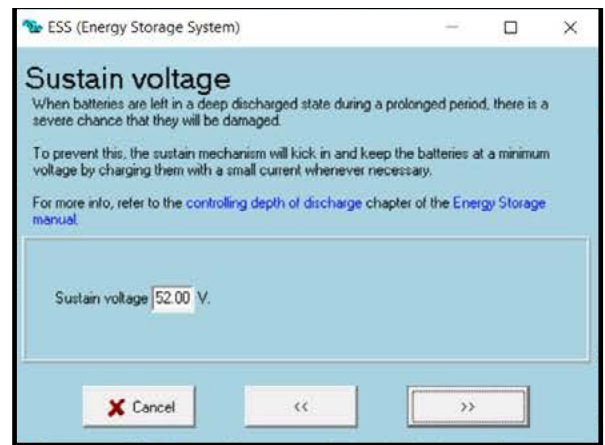 ESS (Energy Storage System)
Sustain voltage
When batteries are left in a deep discharged state during a prolonged period, there is a
severe chance that they will be damaged.
To prevent this, the sustain mechanism will kick in and keep the batteries at a minimum
voltage by charging them with a small current whenever necessary.
For more info, refer to the controlling depth of discharge chapter of the Energy Storage
manual.
Sustain voltage 52.00 V.
Cancel << >>